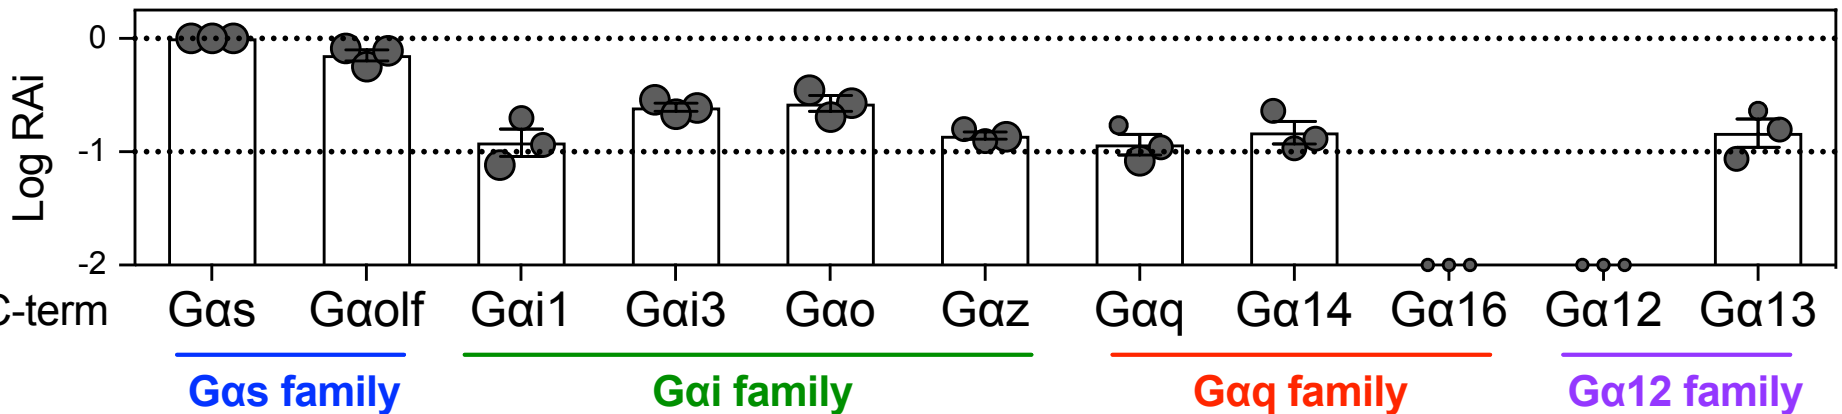 Log RAi
0
-1
-2
C-term Gαs Gαolf Gαi1 Gαi3 Gαo Gαz Gαq Gα14 Gα16 Gα12 Gα13
Gαs family Gαi family Gαq family Gα12 family